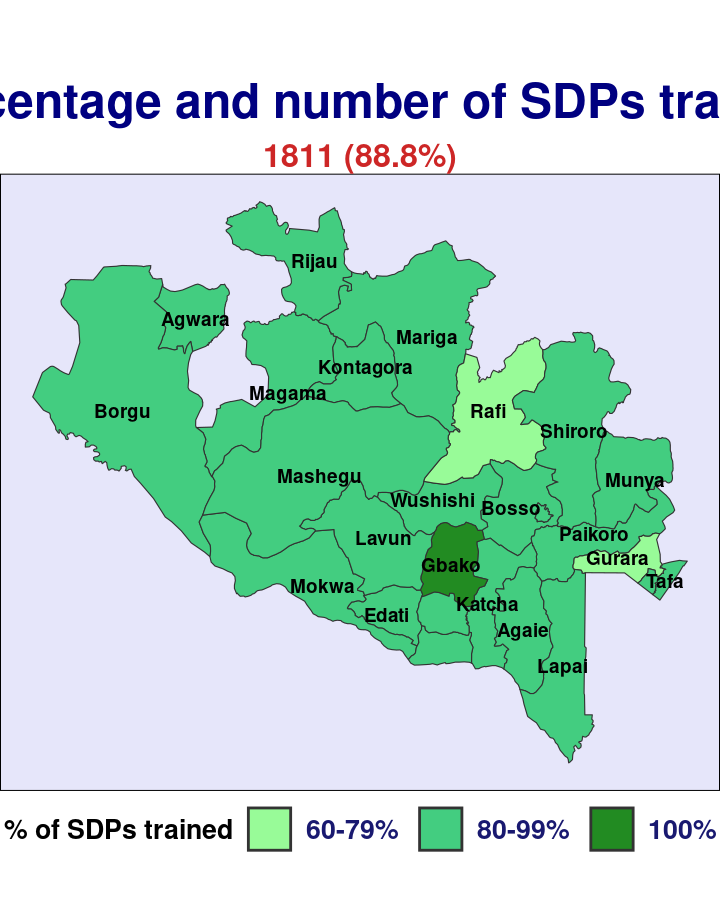 centage and number of SDPs tra
1811 (88.8%)
Rijau
Agwara
Mariga
Kontagora
Magama
Borgu
Rafi
Shiroro
Mashegu
Munya
Wushishi
Bosso
Paikoro
Lavun
Gurara
Gbako
Tafa
Mokwa
Katcha
Edati
Agaie
Lapai
% of SDPs trained 60-79% 80-99% 100%